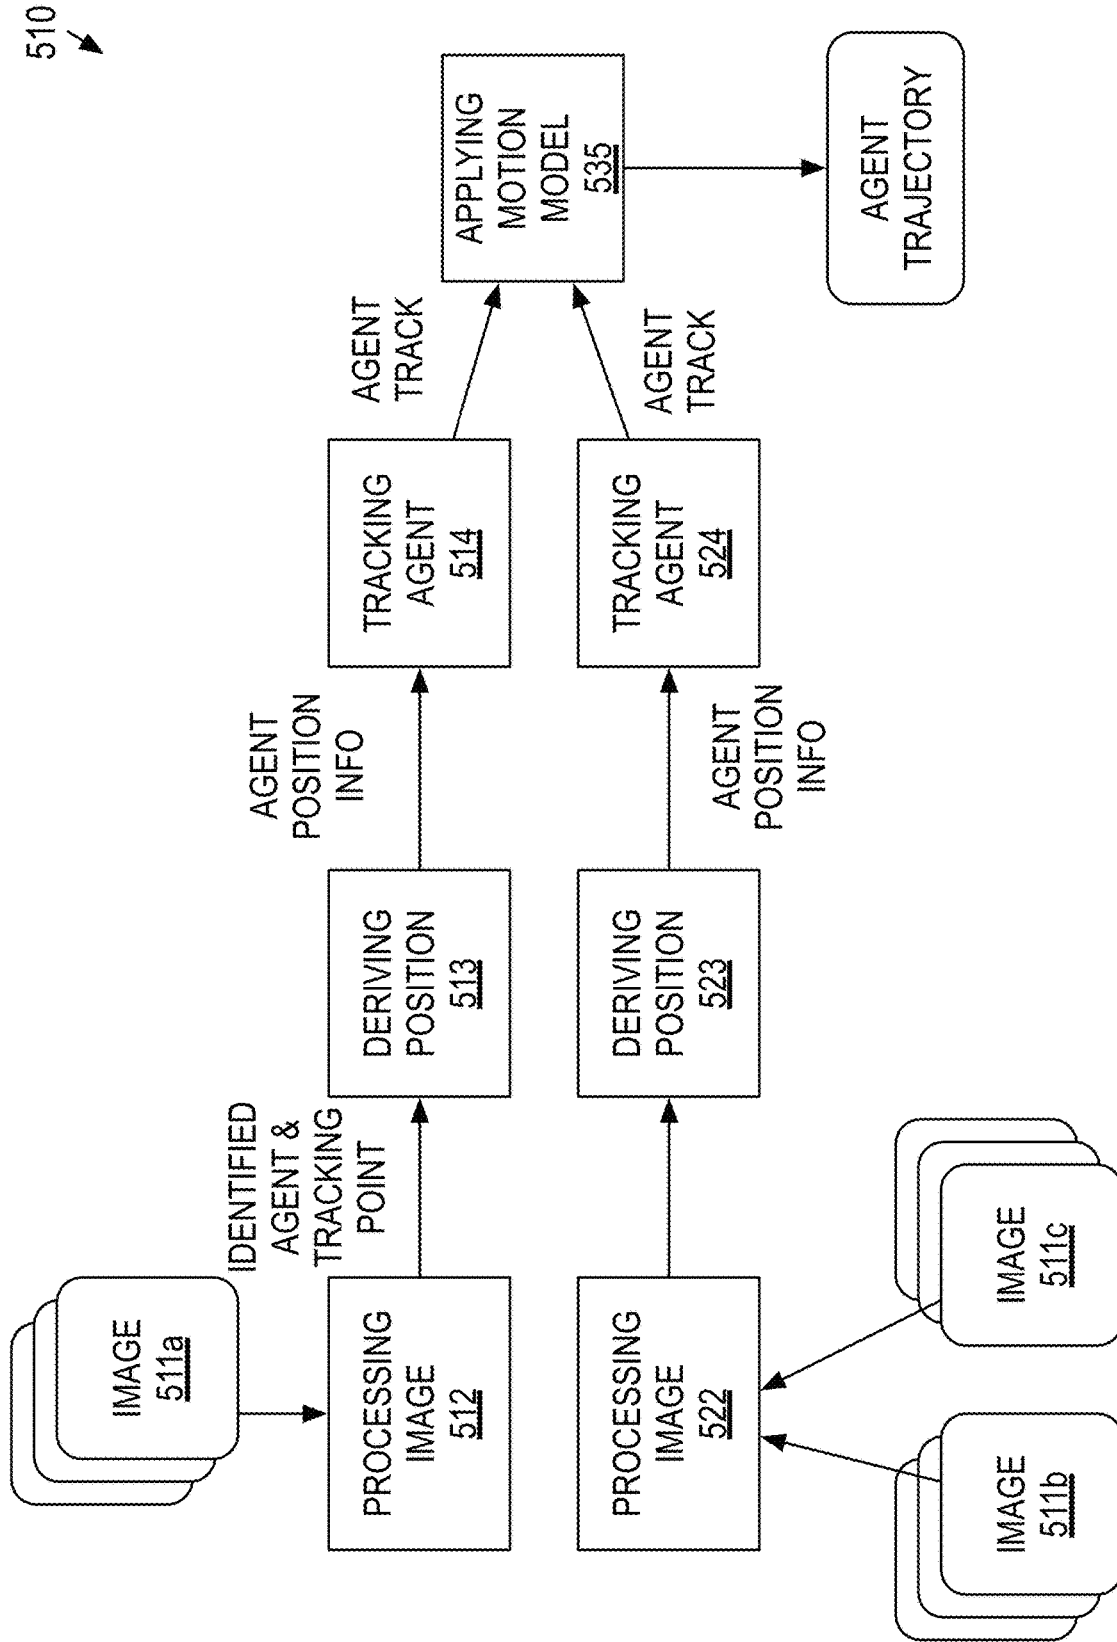 510
IMAGE
511a
PROCESSING
IMAGE
512
IDENTIFIED
AGENT &
TRACKING
POINT
DERIVING
POSITION
513
AGENT
POSITION
INFO
TRACKING
AGENT
514
AGENT
TRACK
APPLYING
MOTION
MODEL
535
AGENT
TRAJECTORY
PROCESSING
IMAGE
522
DERIVING
POSITION
523
AGENT
POSITION
INFO
TRACKING
AGENT
524
AGENT
TRACK
IMAGE
511b
IMAGE
511c